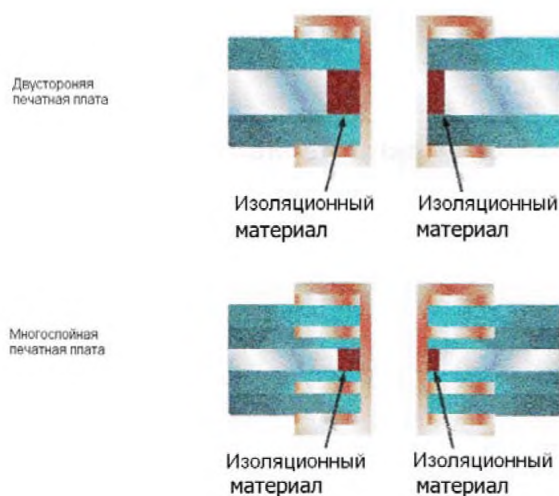 Двустороняя
печатная плата
Изоляционный
материал
Изоляционный
материал
Многослойная
печатная плата
Изоляционный
материал
Изоляционный
материал